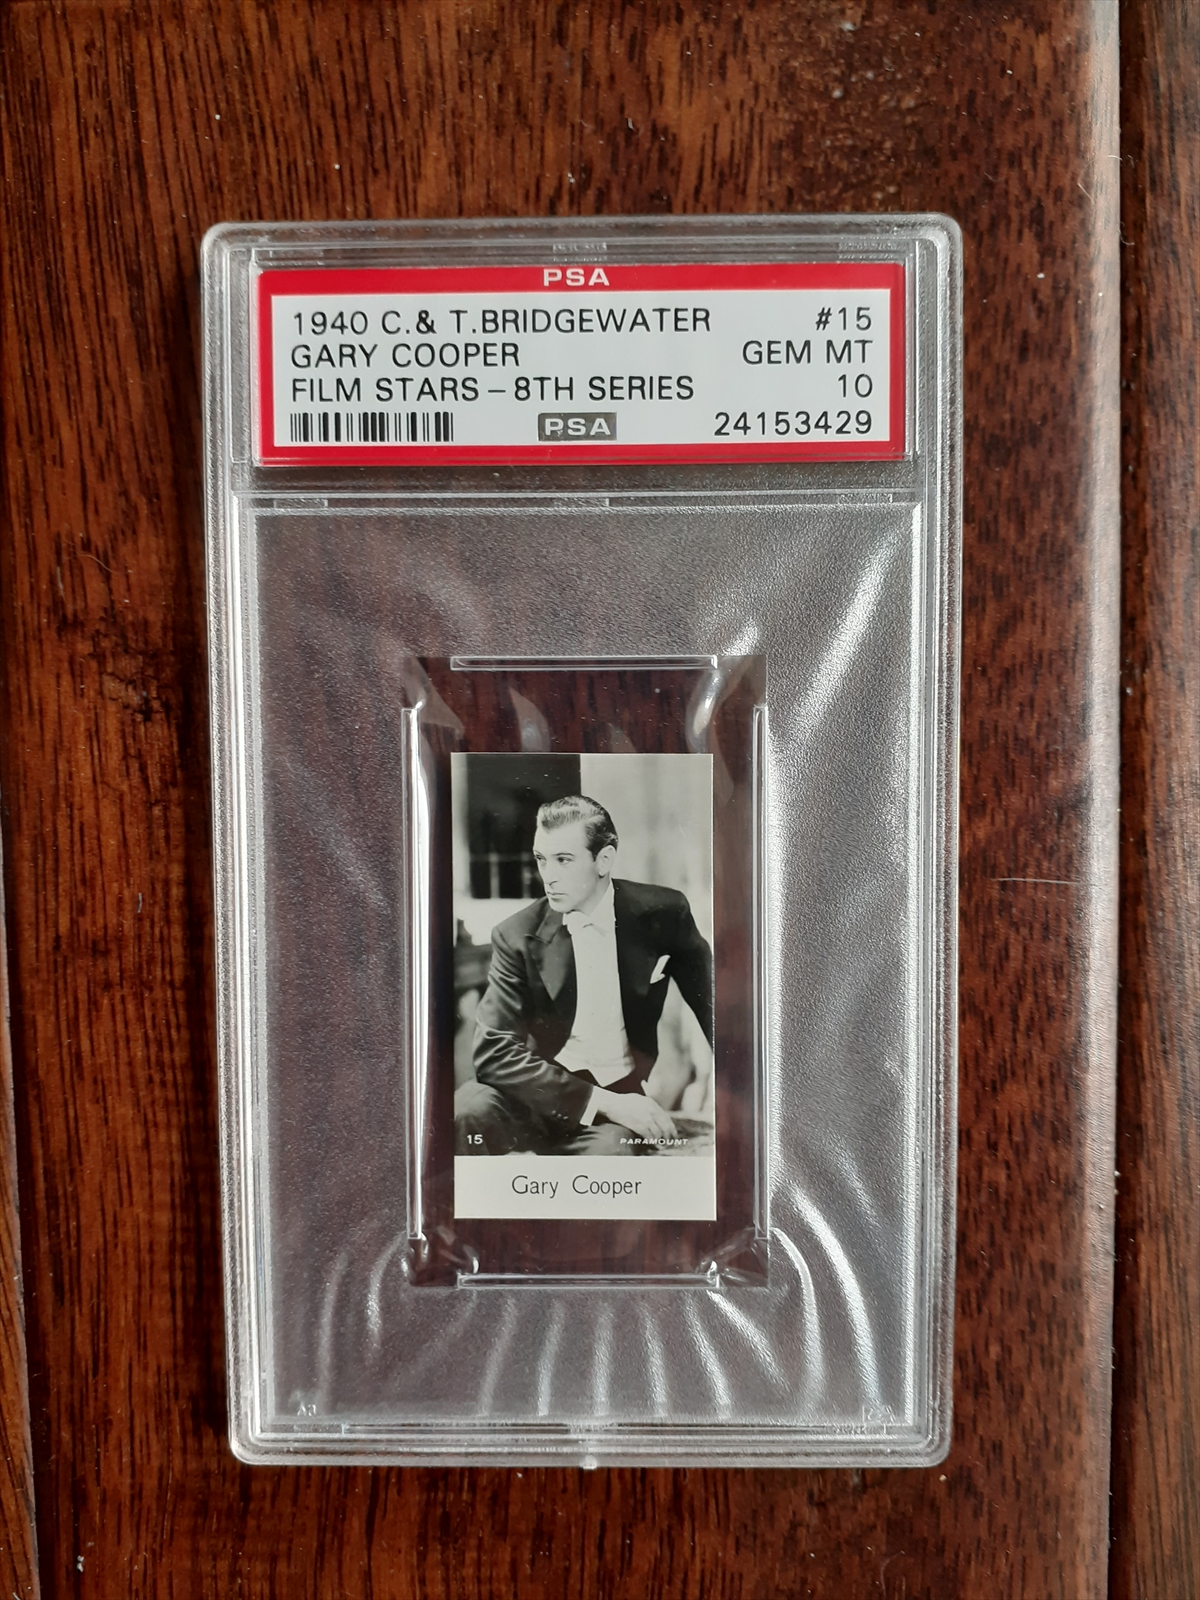 PSA
1940 C.& T.BRIDGEWATER #15
GARY COOPER GEM MT
FILM STARS – 8TH SERIES 10
PSA 24153429
15 PARAMOUNT
Gary Cooper